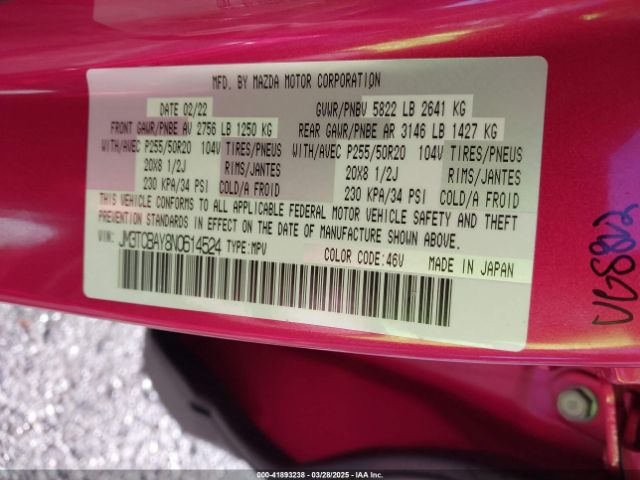 MFD. BY MAZDA MOTOR CORPORATION
DATE 02/22 GVWR/PNBV 5822 LB 2641 KG
FRONT GAWR/PNBE AV 2756 LB 1250 KG REAR GAWR/PNBE AR 3146 LB 1427 KG
WITH/AVEC P255/50R20 104V TIRES/PNEUS WITH/AVEC P255/50R20 104V TIRES/PNEUS
20X8 1/2J RIMS/JANTES 20X8 1/2J RIMS/JANTES
230 KPA/34 PSI COLD/A FROID 230 KPA/34 PSI COLD/A FROID
THIS VEHICLE CONFORMS TO ALL APPLICABLE FEDERAL MOTOR VEHICLE SAFETY AND THEFT
PREVENTION STANDARDS IN EFFECT ON THE DATE OF MANUFACTURE SHOWN ABOVE.
VIN: JM3TCBAY8N0614524 TYPE:MPV COLOR CODE:46V MADE IN JAPAN
000-41893238 - 03/28/2025 - IAA Inc.